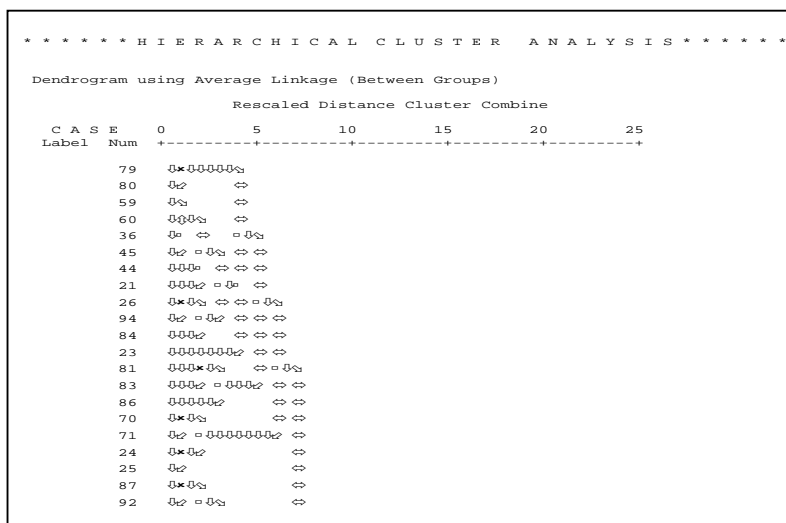 * * * * * * H I E R A R C H I C A L  C L U S T E R   A N A L Y S I S * * * * * *
Dendrogram using Average Linkage (Between Groups)
Rescaled Distance Cluster Combine
C A S E    0         5        10        15        20        25
Label  Num  +---------+---------+---------+---------+---------+
79 ⇩×⇩⇩⇩⇩⇩⬂
80 ⇩⬃ ⇔
59 ⇩⬂ ⇔
60 ⇩⇳⇩⬂ ⇔
36 ⇩▫ ⇔ ▫⇩⬂
45 ⇩⬃ ▫⇩⬂ ⇔ ⇔
44 ⇩⇩⇩▫ ⇔ ⇔ ⇔
21 ⇩⇩⇩⬃ ▫⇩▫ ⇔
26 ⇩×⇩⬂ ⇔ ⇔ ▫⇩⬂
94 ⇩⬃ ▫⇩⬃ ⇔ ⇔ ⇔
84 ⇩⇩⇩⬃ ⇔ ⇔ ⇔
23 ⇩⇩⇩⇩⇩⇩⇩⬃ ⇔ ⇔
81 ⇩⇩⇩×⇩⬂ ⇔ ▫⇩⬂
83 ⇩⇩⇩⬃ ▫⇩⇩⇩⬃ ⇔ ⇔
86 ⇩⇩⇩⇩⇩⬃ ⇔ ⇔
70 ⇩×⇩⬂ ⇔ ⇔
71 ⇩⬃ ▫⇩⇩⇩⇩⇩⇩⇩⬃ ⇔
24 ⇩×⇩⬃ ⇔
25 ⇩⬃ ⇔
87 ⇩×⇩⬂ ⇔
92 ⇩⬃ ▫⇩⬂ ⇔